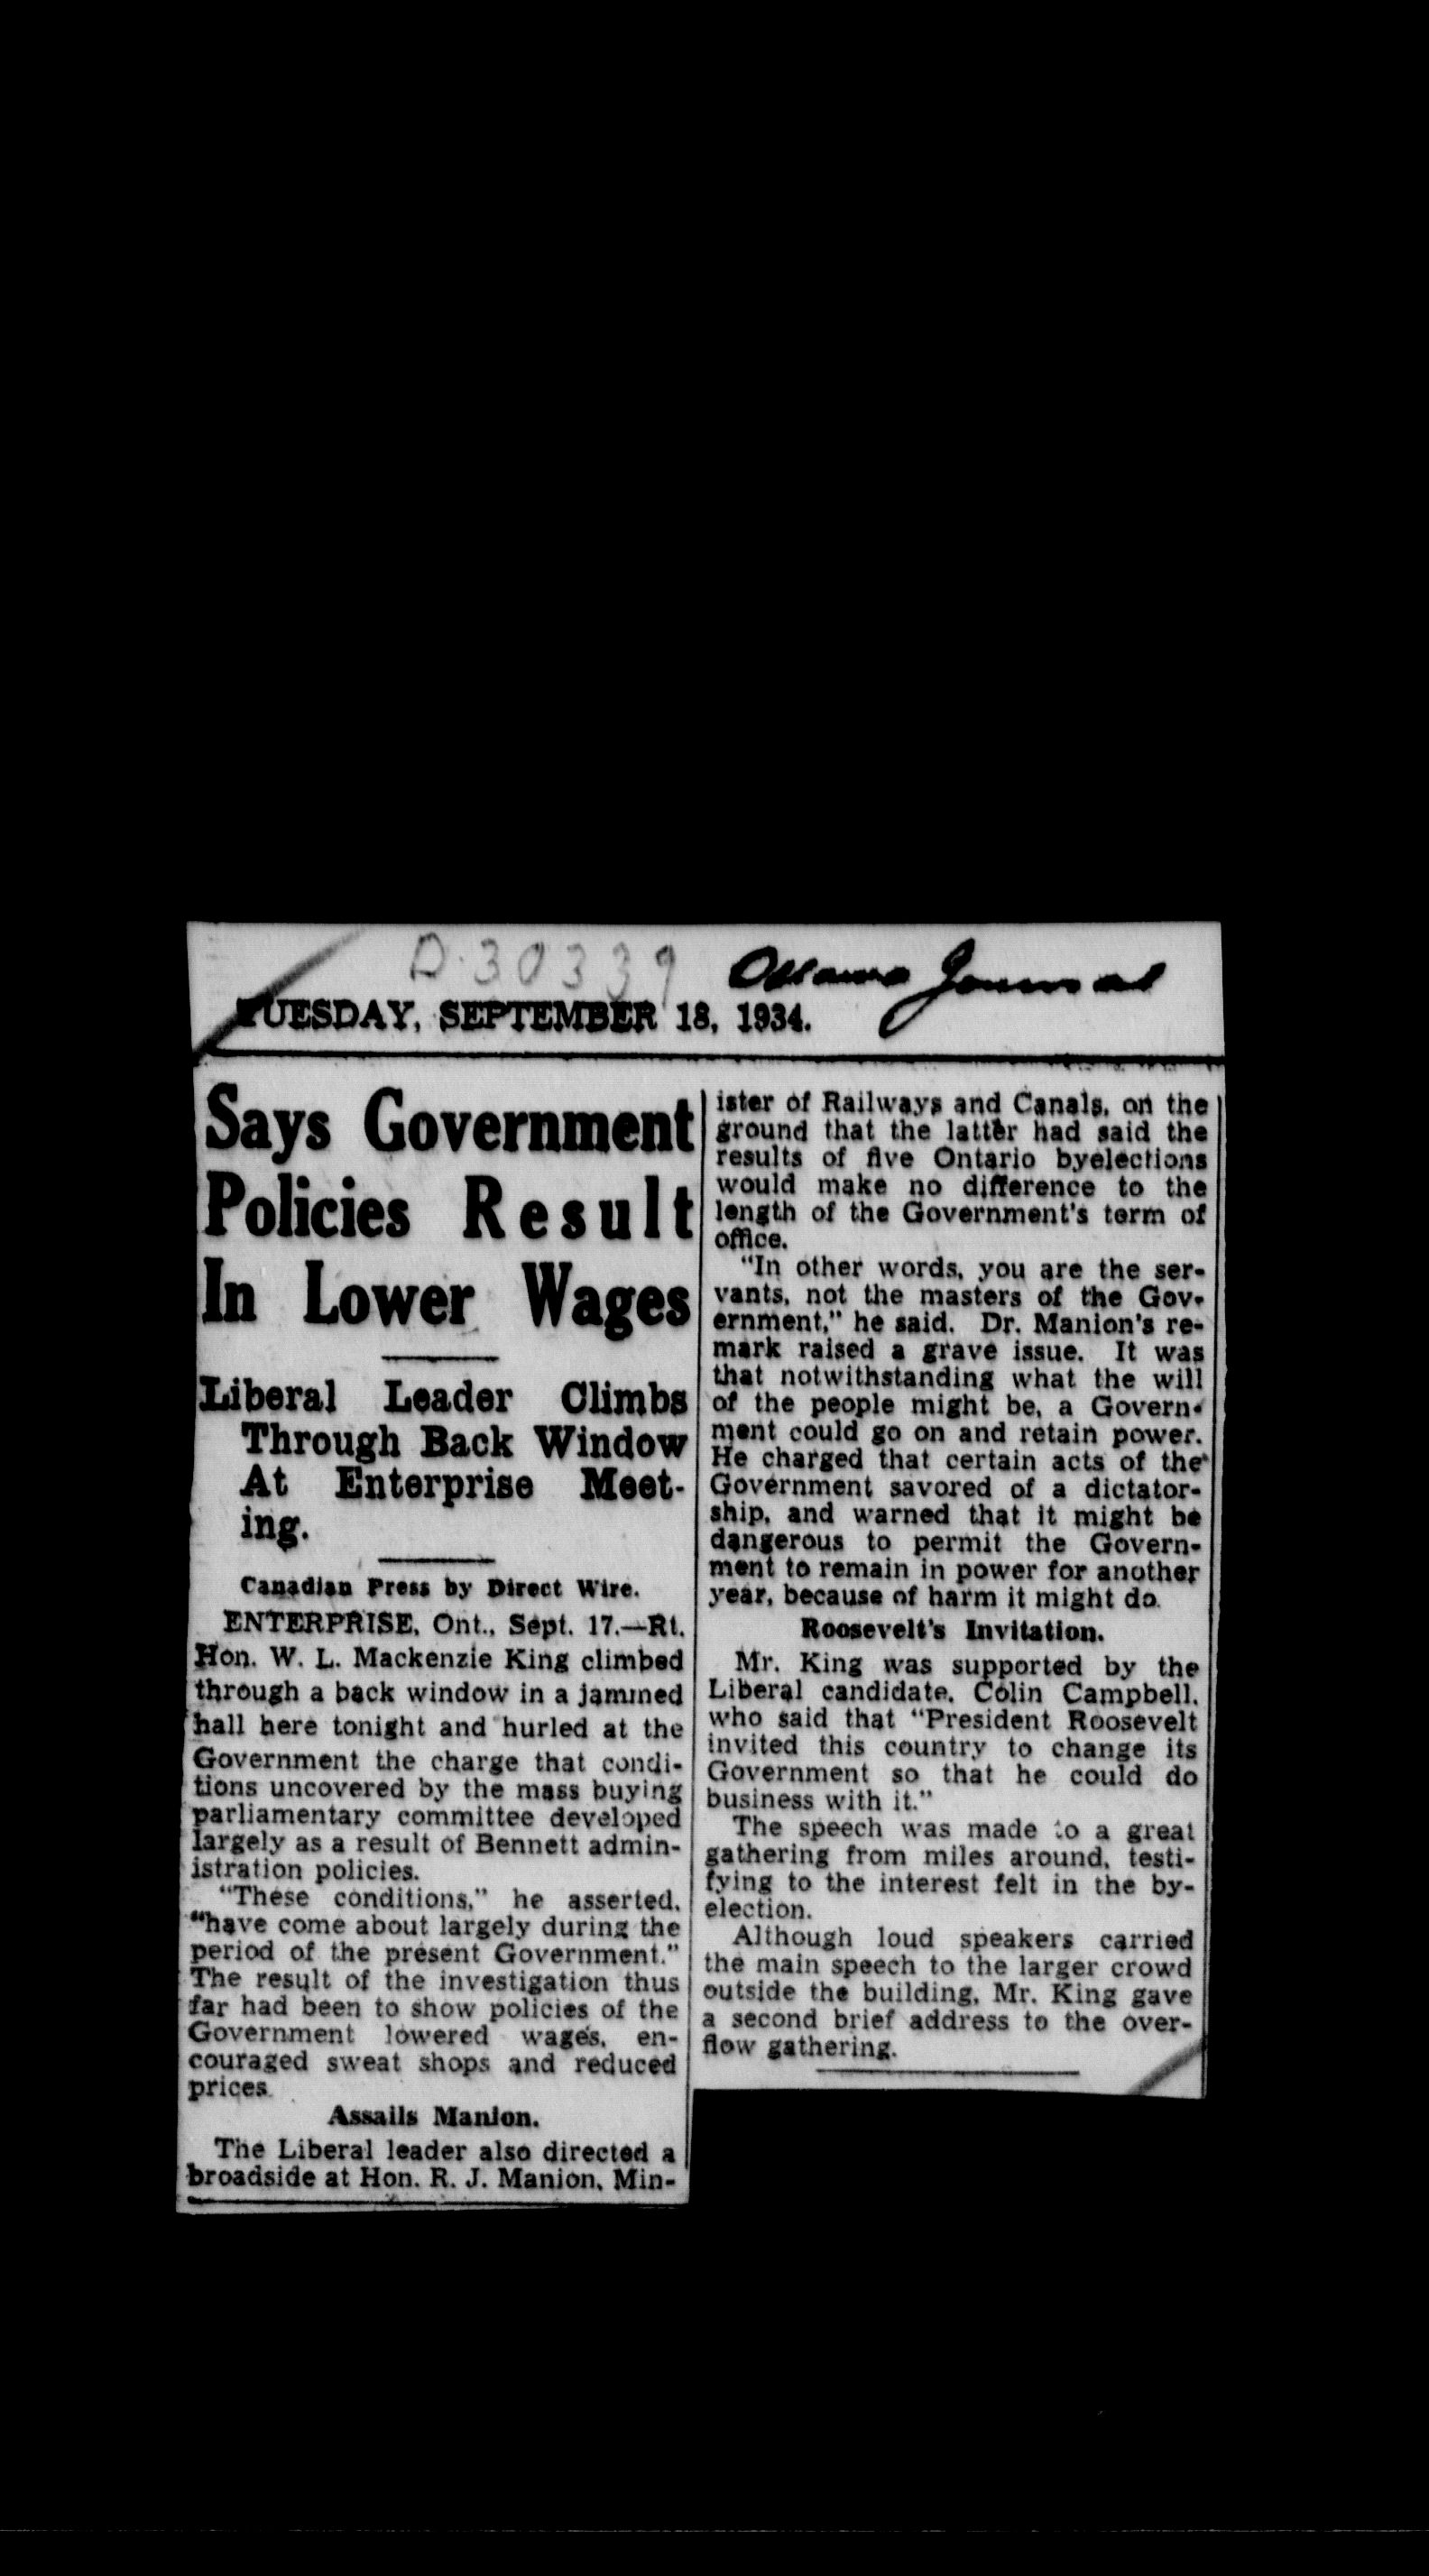 D.30339
Ottawa Journal
TUESDAY, SEPTEMBER 18, 1934.
Says Government
Policies Result
In Lower Wages
Liberal Leader Climbs
Through Back Window
At Enterprise Meet-
ing.
Canadian Press by Direct Wire.
ENTERPRISE, Ont., Sept. 17.—Rt.
Hon. W. L. Mackenzie King climbed
through a back window in a jammed
hall here tonight and hurled at the
Government the charge that condi-
tions uncovered by the mass buying
parliamentary committee developed
largely as a result of Bennett admin-
istration policies.
"These conditions," he asserted,
"have come about largely during the
period of the present Government."
The result of the investigation thus
far had been to show policies of the
Government lowered wages, en-
couraged sweat shops and reduced
prices.
Assails Manion.
The Liberal leader also directed a
broadside at Hon. R. J. Manion, Min-
ister of Railways and Canals, on the
ground that the latter had said the
results of five Ontario byelections
would make no difference to the
length of the Government's term of
office.
"In other words, you are the ser-
vants, not the masters of the Gov-
ernment," he said. Dr. Manion's re-
mark raised a grave issue. It was
that notwithstanding what the will
of the people might be, a Govern-
ment could go on and retain power.
He charged that certain acts of the
Government savored of a dictator-
ship, and warned that it might be
dangerous to permit the Govern-
ment to remain in power for another
year, because of harm it might do.
Roosevelt's Invitation.
Mr. King was supported by the
Liberal candidate, Colin Campbell,
who said that "President Roosevelt
invited this country to change its
Government so that he could do
business with it."
The speech was made to a great
gathering from miles around, testi-
fying to the interest felt in the by-
election.
Although loud speakers carried
the main speech to the larger crowd
outside the building, Mr. King gave
a second brief address to the over-
flow gathering.